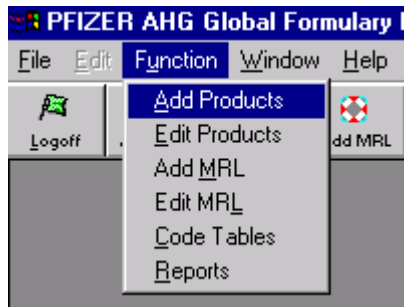 PFIZER AHG Global Formulary
File Edit Function Window Help
Add Products
Edit Products
Add MRL
Edit MRL
Code Tables
Reports
Logoff
dd MRL